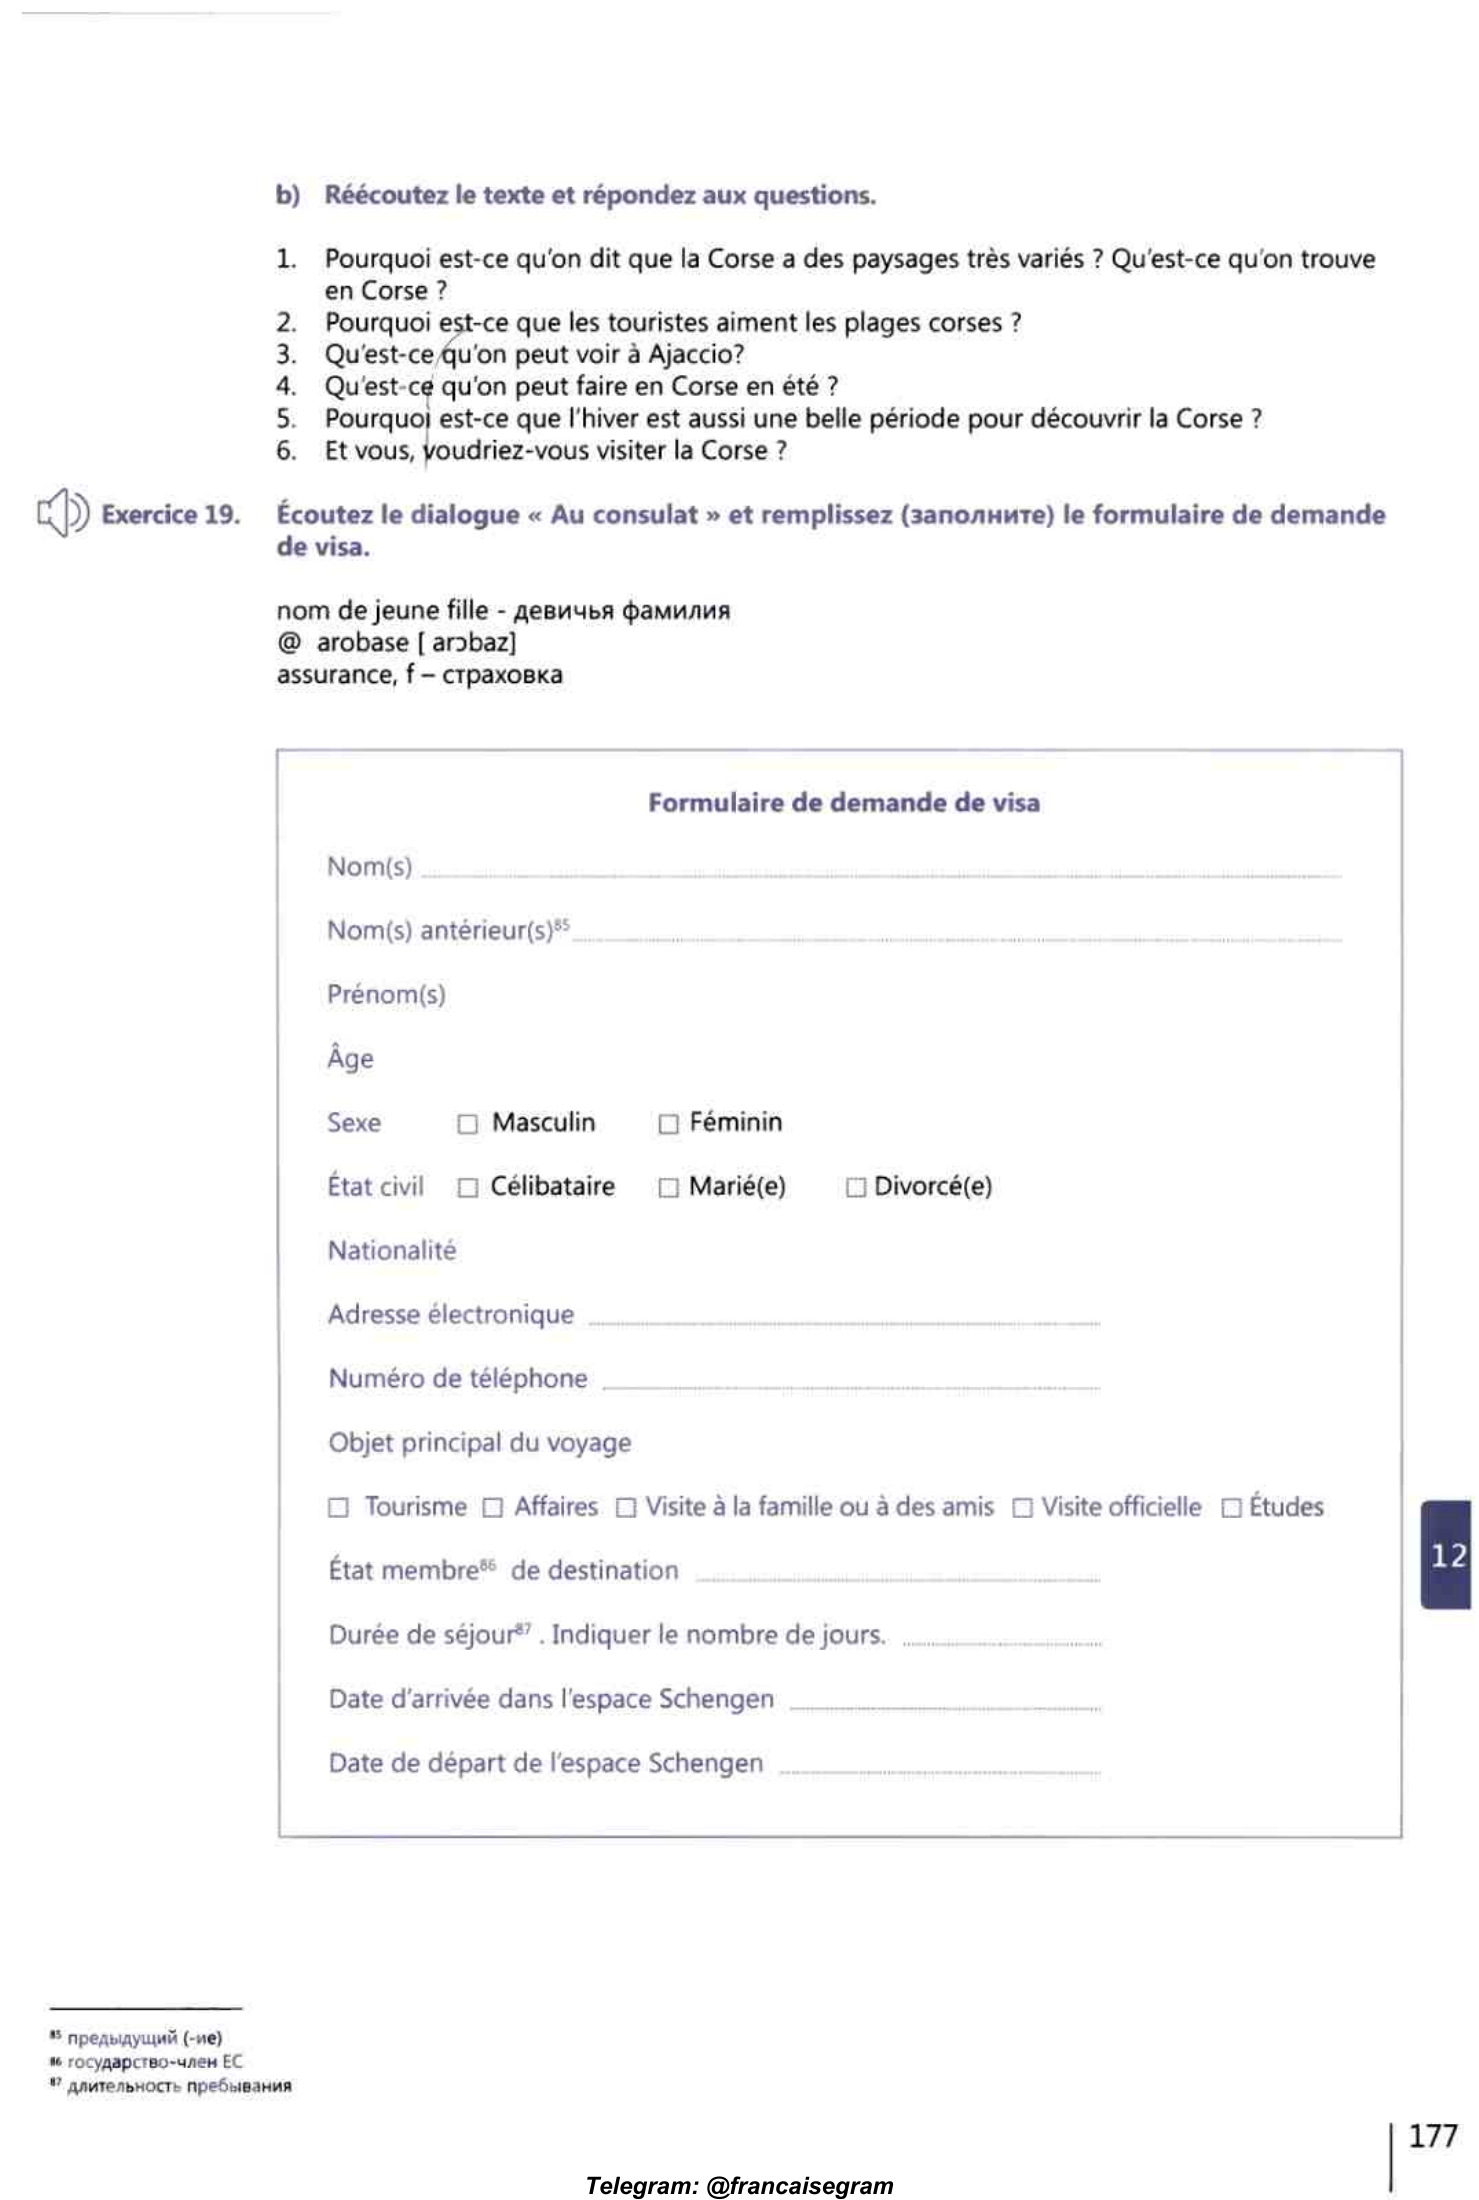 b) Réécoutez le texte et répondez aux questions.
1. Pourquoi est-ce qu'on dit que la Corse a des paysages très variés ? Qu'est-ce qu'on trouve
en Corse ?
2. Pourquoi est-ce que les touristes aiment les plages corses ?
3. Qu'est-ce qu'on peut voir à Ajaccio?
4. Qu'est-ce qu'on peut faire en Corse en été ?
5. Pourquoi est-ce que l'hiver est aussi une belle période pour découvrir la Corse ?
6. Et vous, voudriez-vous visiter la Corse ?
Exercice 19. Écoutez le dialogue « Au consulat » et remplissez (заполните) le formulaire de demande
de visa.
nom de jeune fille - девичья фамилия
@ arobase [ arɔbaz]
assurance, f – страховка
Formulaire de demande de visa
Nom(s)
Nom(s) antérieur(s)⁸⁵
Prénom(s)
Âge
Sexe □ Masculin □ Féminin
État civil □ Célibataire □ Marié(e) □ Divorcé(e)
Nationalité
Adresse électronique
Numéro de téléphone
Objet principal du voyage
□ Tourisme □ Affaires □ Visite à la famille ou à des amis □ Visite officielle □ Études
État membre⁸⁶ de destination
Durée de séjour⁸⁷ . Indiquer le nombre de jours.
Date d'arrivée dans l'espace Schengen
Date de départ de l'espace Schengen
12
⁸⁵ предыдущий (-ие)
⁸⁶ государство-член ЕС
⁸⁷ длительность пребывания
177
Telegram: @francaisegram